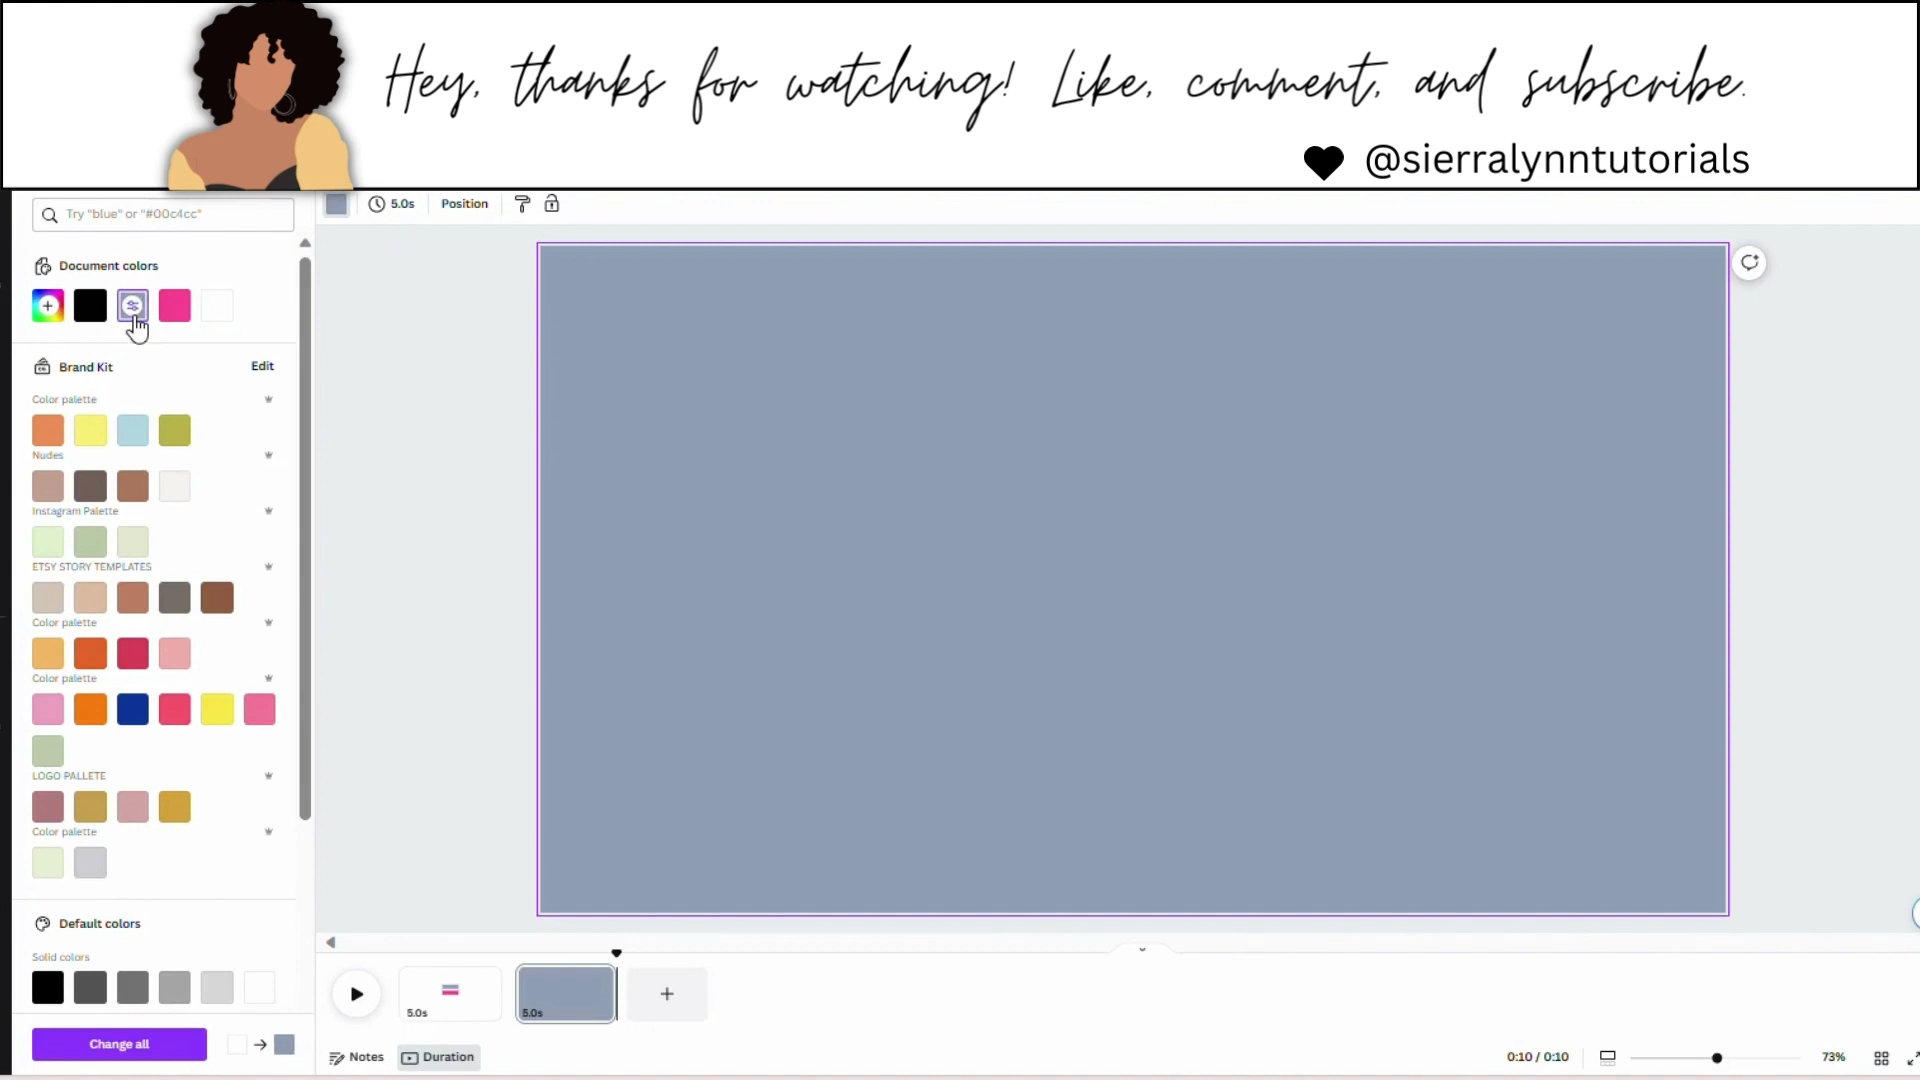 Hey, thanks for watching! Like, comment, and subscribe.
@sierralynntutorials
Try "blue" or "#00c4cc"
5.0s
Position
Document colors
Brand Kit
Edit
Color palette
Nudes
Instagram Palette
ETSY STORY TEMPLATES
Color palette
Color palette
LOGO PALLETE
Color palette
Default colors
Solid colors
5.0s
5.0s
Change all
Notes
Duration
0:10 / 0:10
73%